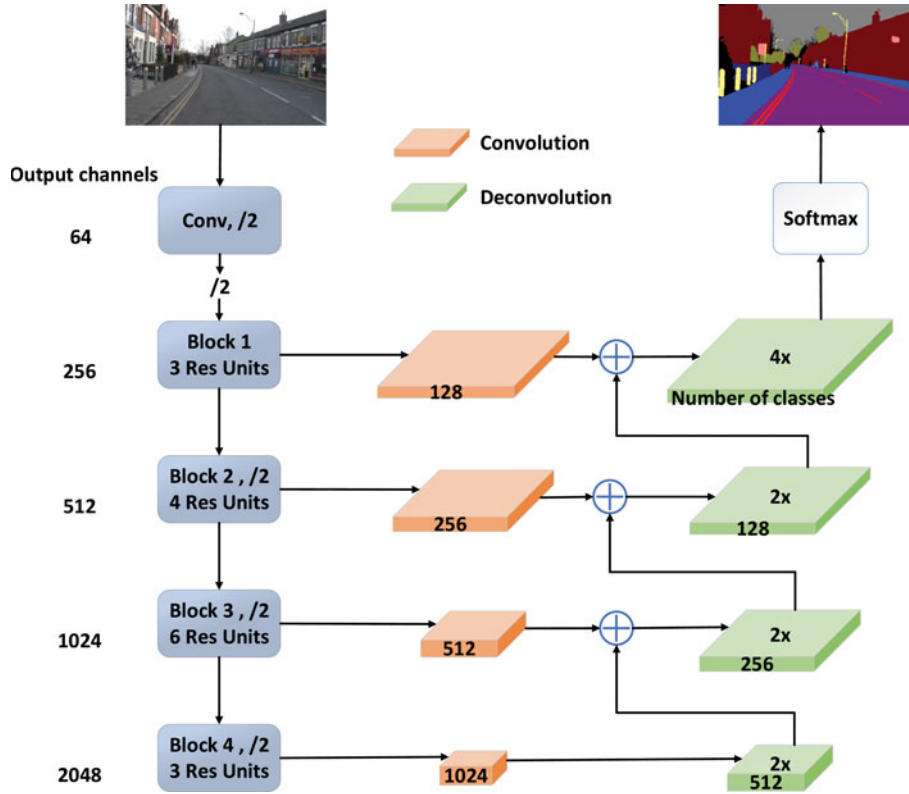 Output channels
Convolution
Deconvolution
64
Conv, /2
Softmax
/2
256
Block 1
3 Res Units
128
4x
Number of classes
512
Block 2 , /2
4 Res Units
256
2x
128
1024
Block 3 , /2
6 Res Units
512
2x
256
2048
Block 4 , /2
3 Res Units
1024
2x
512